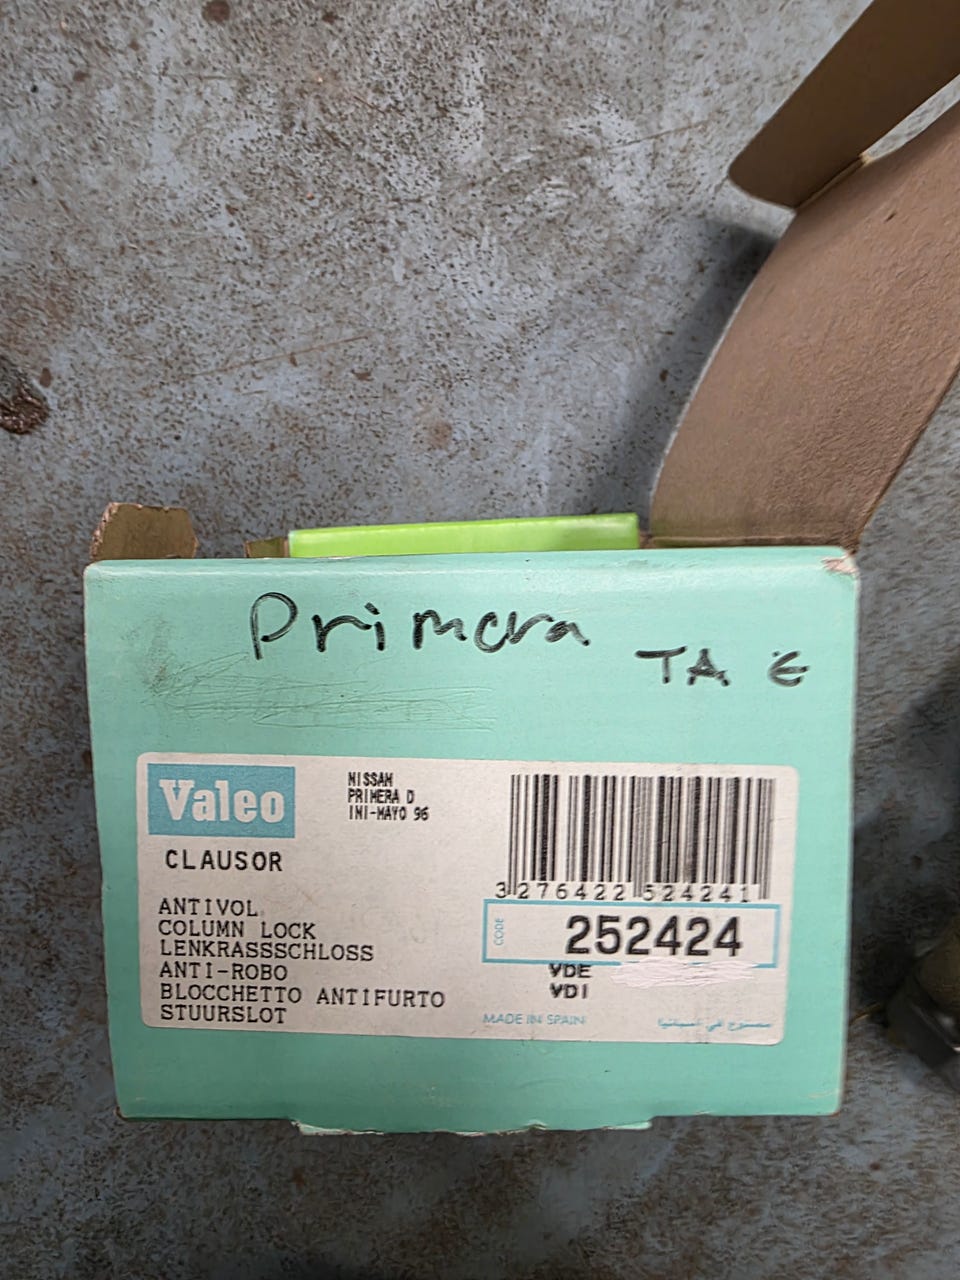 Primera
TA E
Valeo
NISSAN
PRIMERA D
INI-MAYO 96
CLAUSOR
3 276422 524241
ANTIVOL
COLUMN LOCK
LENKRASSSCHLOSS
ANTI-ROBO
BLOCCHETTO ANTIFURTO
STUURSLOT
CODE
252424
VDE
VDI
MADE IN SPAIN
مصنوع في اسبانيا